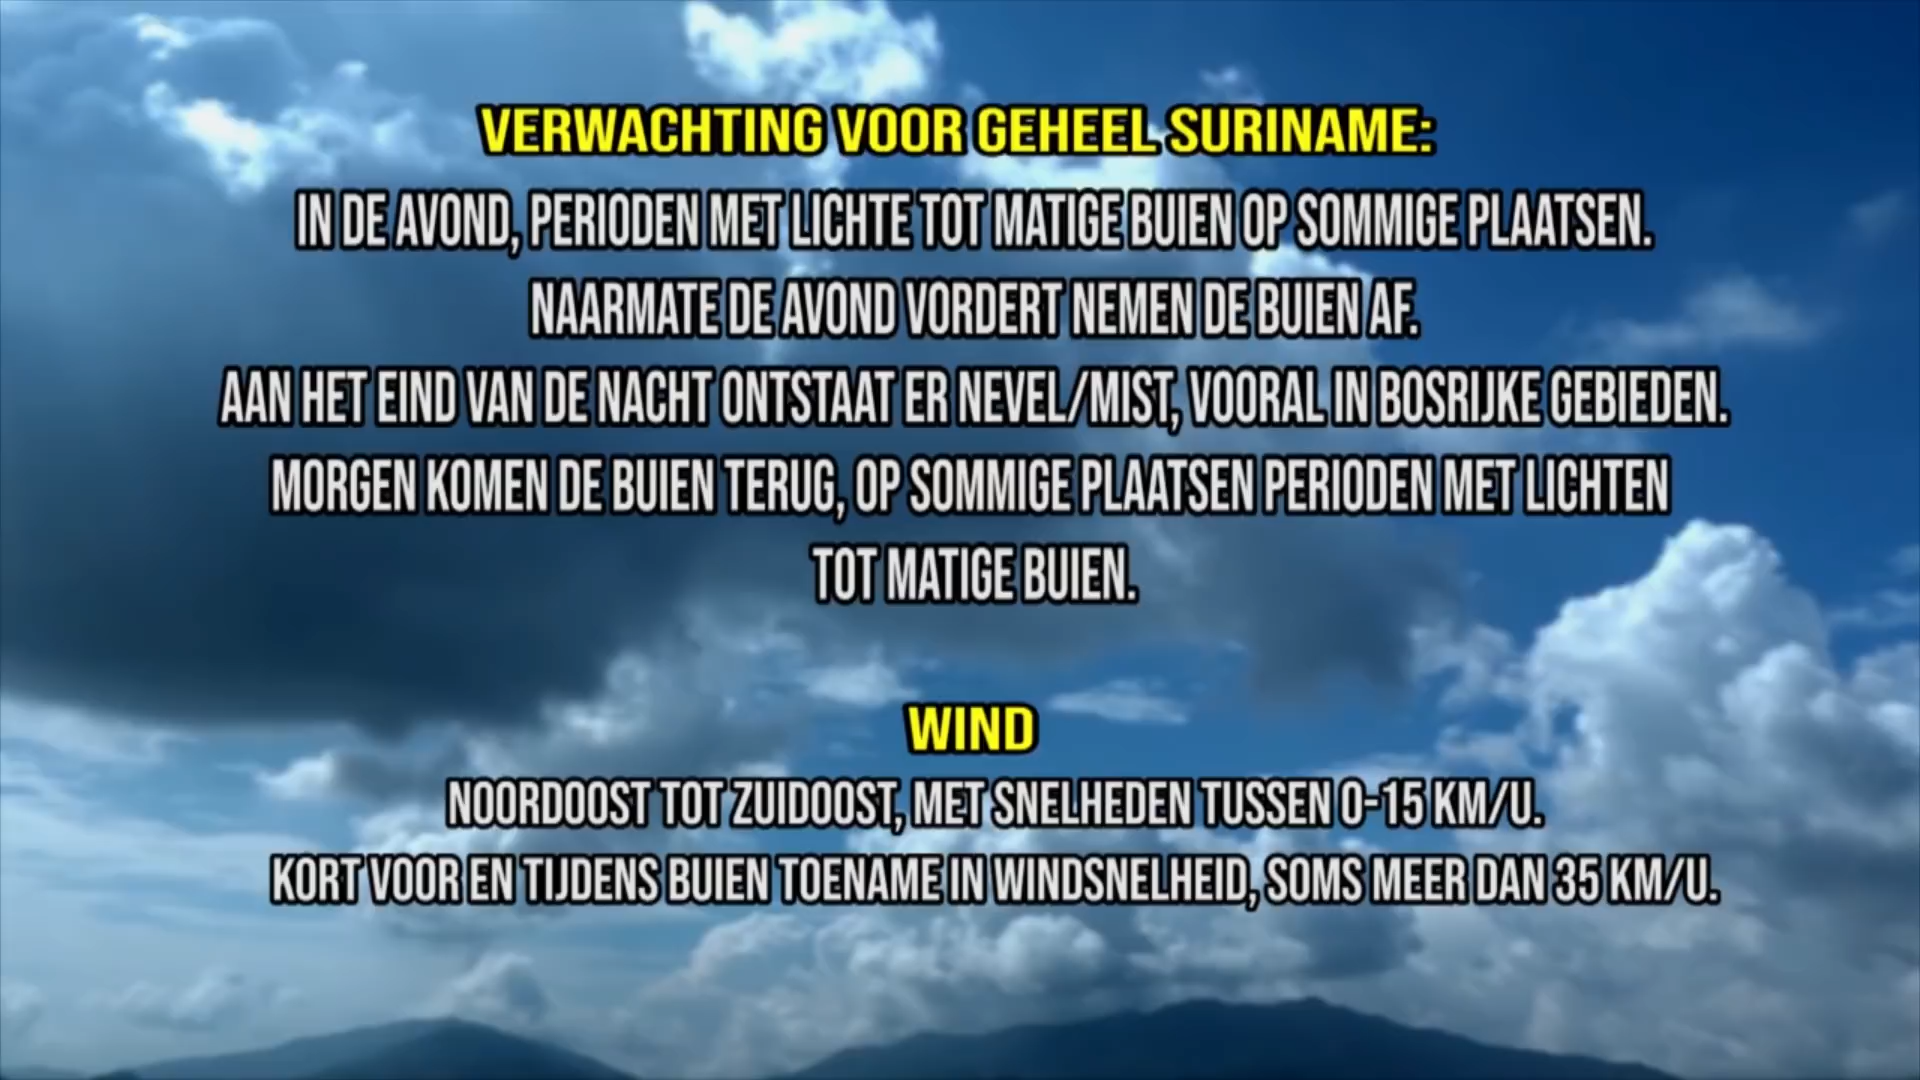 VERWACHTING VOOR GEHEEL SURINAME:
IN DE AVOND, PERIODEN MET LICHTE TOT MATIGE BUIEN OP SOMMIGE PLAATSEN.
NAARMATE DE AVOND VORDERT NEMEN DE BUIEN AF.
AAN HET EIND VAN DE NACHT ONTSTAAT ER NEVEL/MIST, VOORAL IN BOSRIJKE GEBIEDEN.
MORGEN KOMEN DE BUIEN TERUG, OP SOMMIGE PLAATSEN PERIODEN MET LICHTEN
TOT MATIGE BUIEN.
WIND
NOORDOOST TOT ZUIDOOST, MET SNELHEDEN TUSSEN 0-15 KM/U.
KORT VOOR EN TIJDENS BUIEN TOENAME IN WINDSNELHEID, SOMS MEER DAN 35 KM/U.